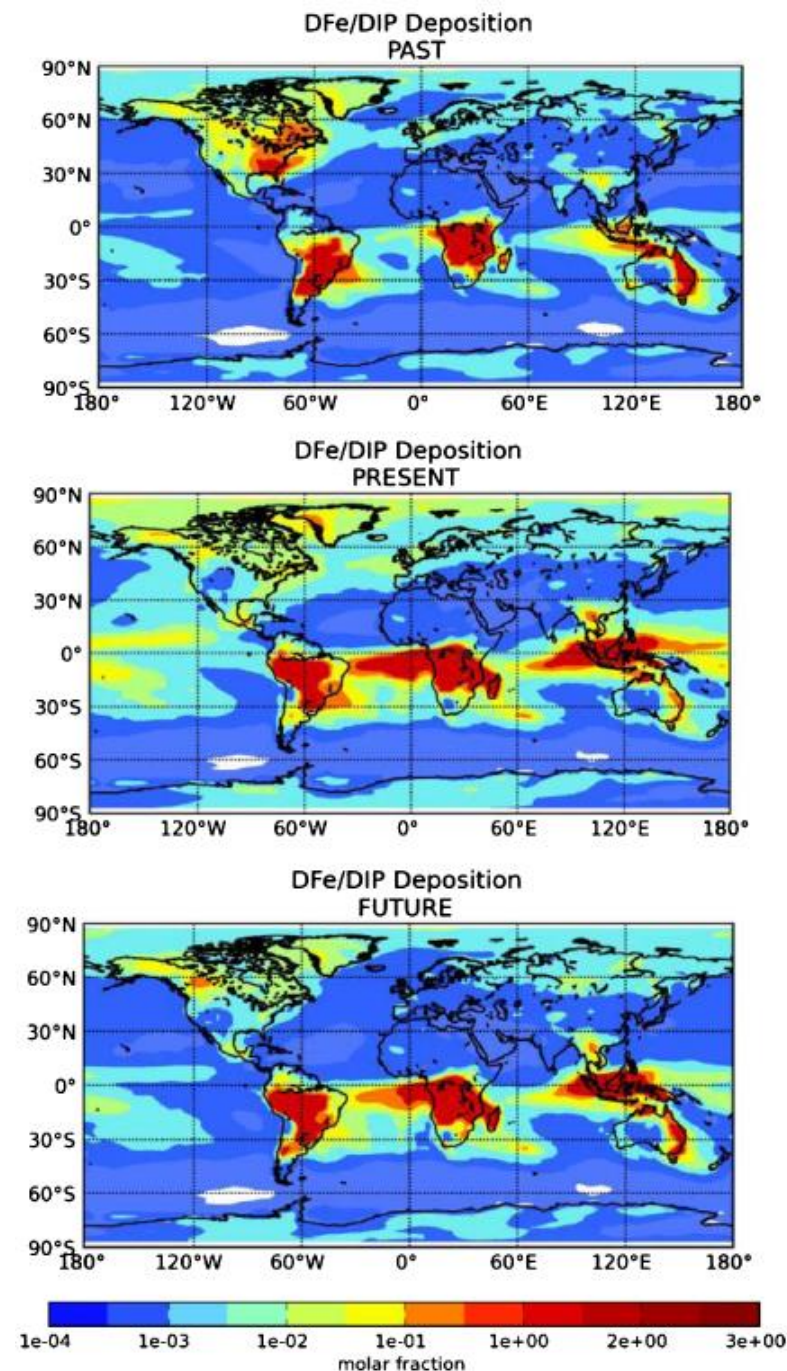 DFe/DIP Deposition
PAST
90°N
60°N
30°N
0°
30°S
60°S
90°S
180° 120°W 60°W 0° 60°E 120°E 180°
DFe/DIP Deposition
PRESENT
90°N
60°N
30°N
0°
30°S
60°S
90°S
180° 120°W 60°W 0° 60°E 120°E 180°
DFe/DIP Deposition
FUTURE
90°N
60°N
30°N
0°
30°S
60°S
90°S
180° 120°W 60°W 0° 60°E 120°E 180°
1e-04 1e-03 1e-02 1e-01 1e+00 2e+00 3e+00
molar fraction